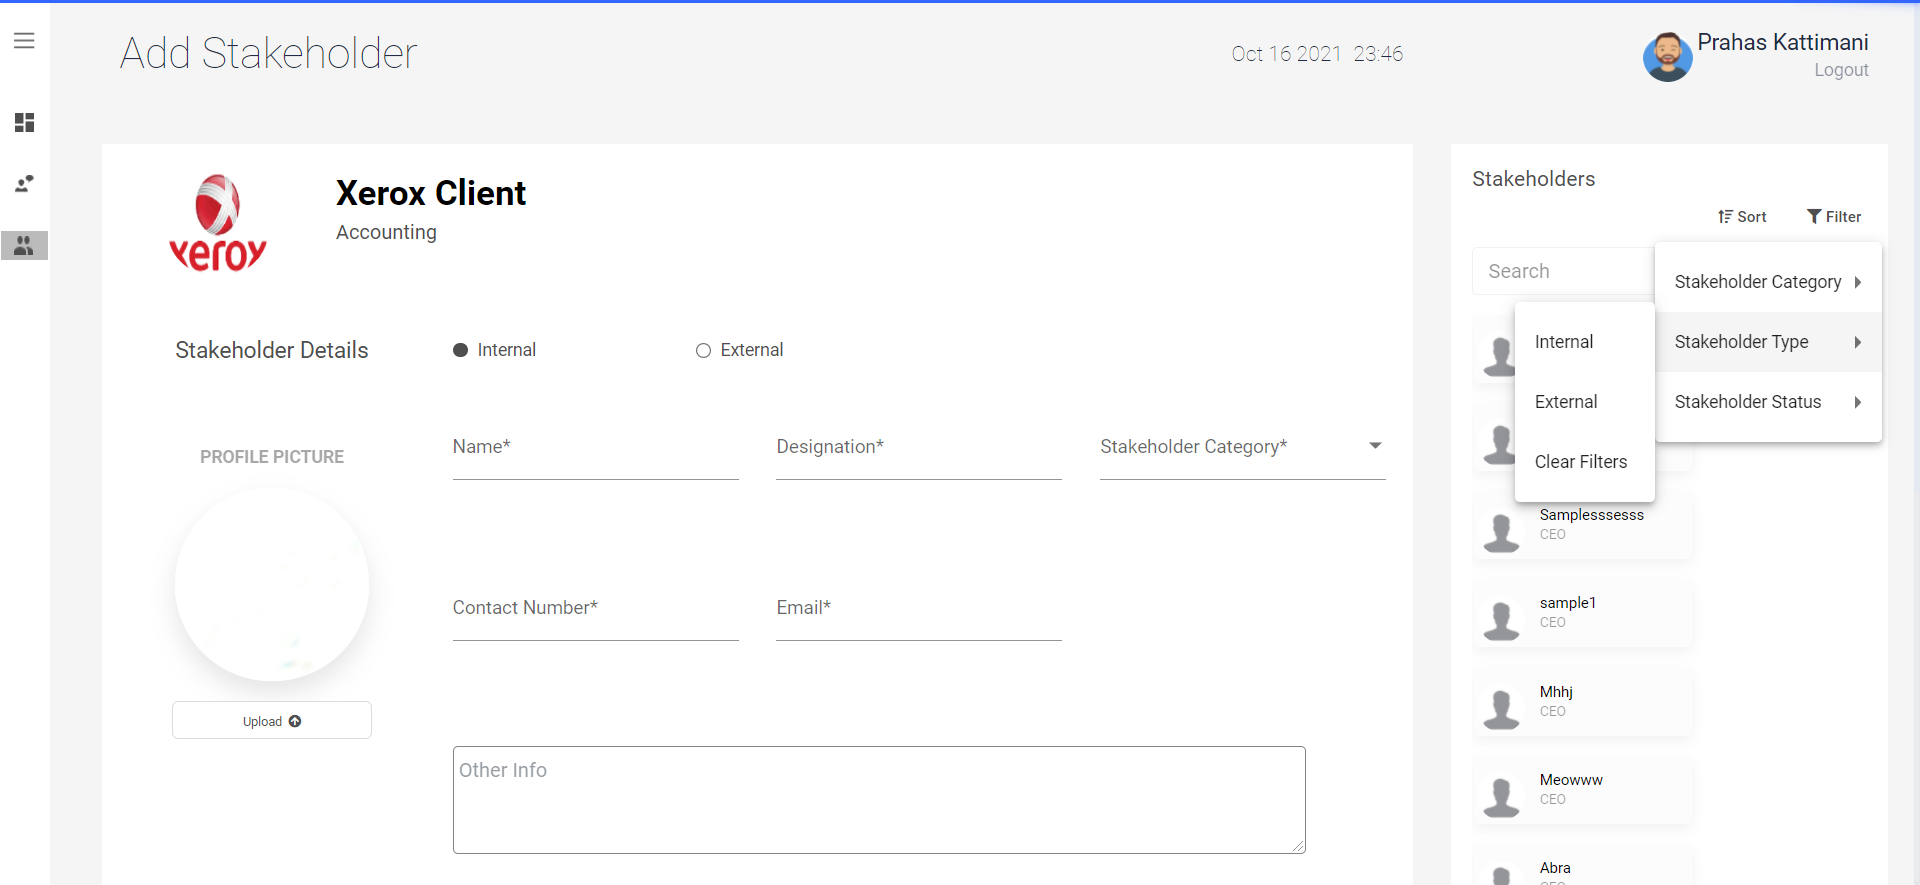 Add Stakeholder
Oct 16 2021 23:46
Prahas Kattimani
Logout
xerox
Xerox Client
Accounting
Stakeholder Details
Internal
External
PROFILE PICTURE
Name*
Designation*
Stakeholder Category*
Contact Number*
Email*
Upload
Other Info
Stakeholders
Sort
Filter
Search
Stakeholder Category
Stakeholder Type
Stakeholder Status
Internal
External
Clear Filters
Samplesssesss
CEO
sample1
CEO
Mhhj
CEO
Meowww
CEO
Abra
CEO